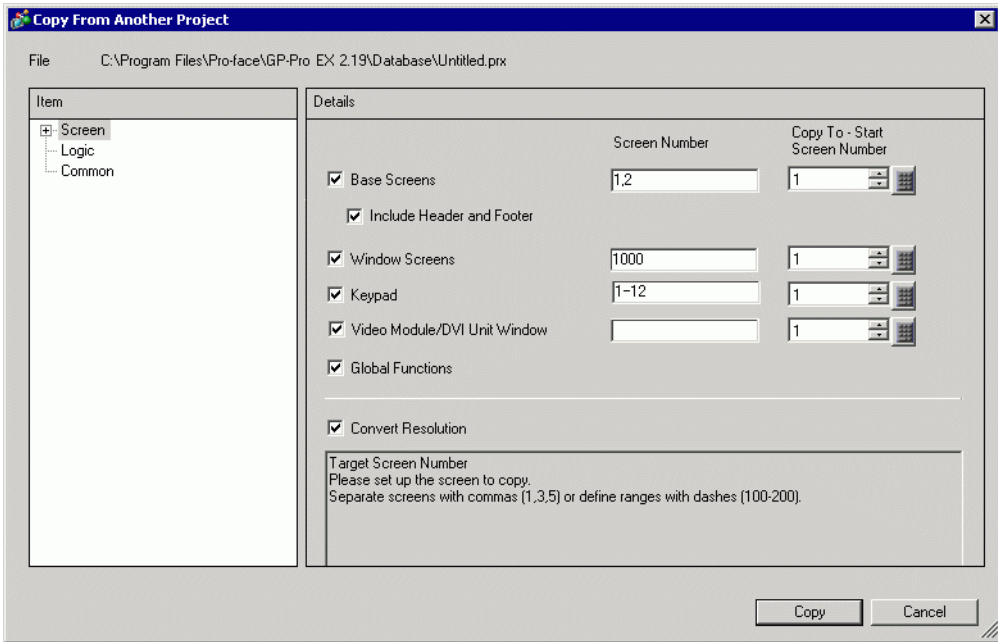 Copy From Another Project
File C:\Program Files\Pro-face\GP-Pro EX 2.19\Database\Untitled.prx
Item
Screen
Logic
Common
Details
Screen Number
Copy To - Start
Screen Number
Base Screens 1,2 1
Include Header and Footer
Window Screens 1000 1
Keypad 1-12 1
Video Module/DVI Unit Window 1
Global Functions
Convert Resolution
Target Screen Number
Please set up the screen to copy.
Separate screens with commas (1,3,5) or define ranges with dashes (100-200).
Copy Cancel